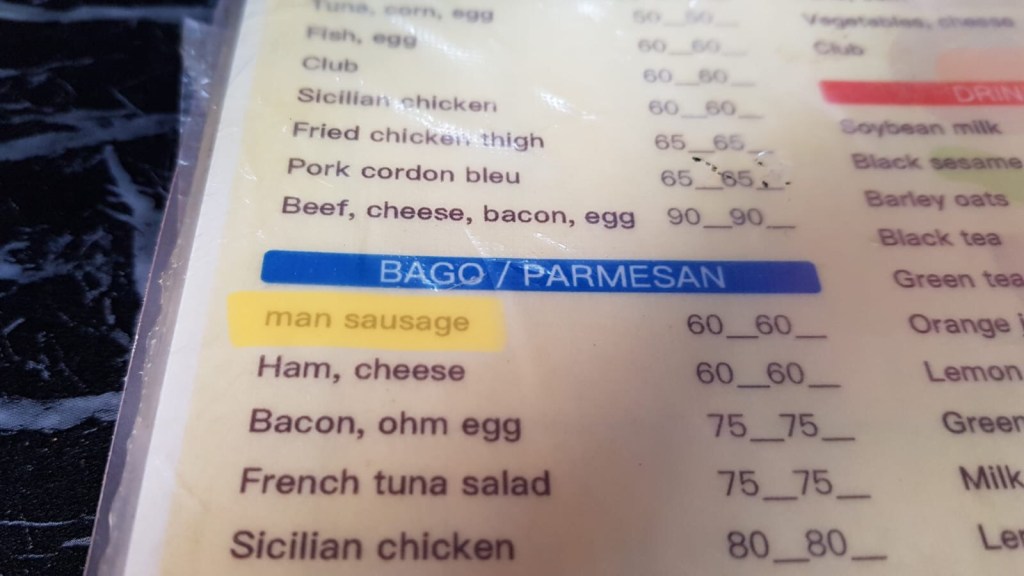 Tuna, corn, egg 50__50__
Fish, egg 60__60__
Club 60__60__
Sicilian chicken 60__60__
Fried chicken thigh 65__65__
Pork cordon bleu 65__65__
Beef, cheese, bacon, egg 90__90__
BAGO / PARMESAN
man sausage 60__60__
Ham, cheese 60__60__
Bacon, ohm egg 75__75__
French tuna salad 75__75__
Sicilian chicken 80__80__
Vegetables, cheese
Club
DRIN
Soybean milk
Black sesame
Barley oats
Black tea
Green tea
Orange
Lemon
Green
Milk
Ler